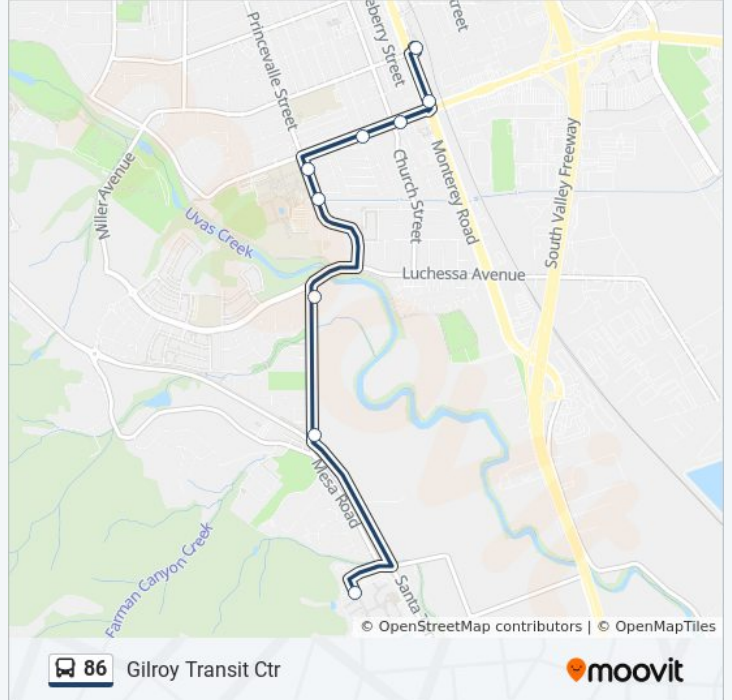 eberry Street
Street
Princevalle Street
Miller Avenue
Church Street
Monterey Road
South Valley Freeway
Uvas Creek
Luchessa Avenue
Mesa Road
Farman Canyon Creek
Santa T
© OpenStreetMap contributors | © OpenMapTiles
86 Gilroy Transit Ctr
moovit